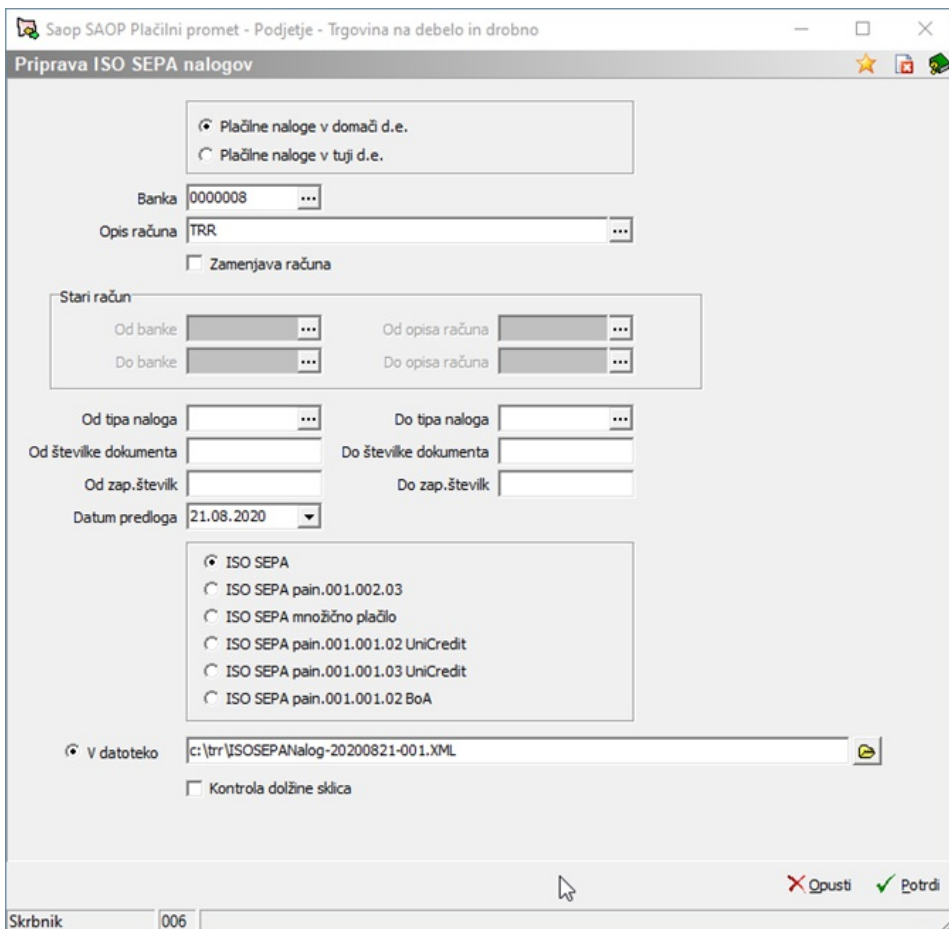 Saop SAOP Plačilni promet - Podjetje - Trgovina na debelo in drobno
Priprava ISO SEPA nalogov
Plačilne naloge v domači d.e.
Plačilne naloge v tuji d.e.
Banka 0000008 ...
Opis računa TRR ...
Zamenjava računa
Stari račun
Od banke ... Od opisa računa ...
Do banke ... Do opisa računa ...
Od tipa naloga ... Do tipa naloga ...
Od številke dokumenta Do številke dokumenta
Od zap.številk Do zap.številk
Datum predloga 21.08.2020
ISO SEPA
ISO SEPA pain.001.002.03
ISO SEPA množično plačilo
ISO SEPA pain.001.001.02 UniCredit
ISO SEPA pain.001.001.03 UniCredit
ISO SEPA pain.001.001.02 BoA
V datoteko c:\trr\ISOSEPANalog-20200821-001.XML
Kontrola dolžine sklica
Opusti Potrdi
Skrbnik 006